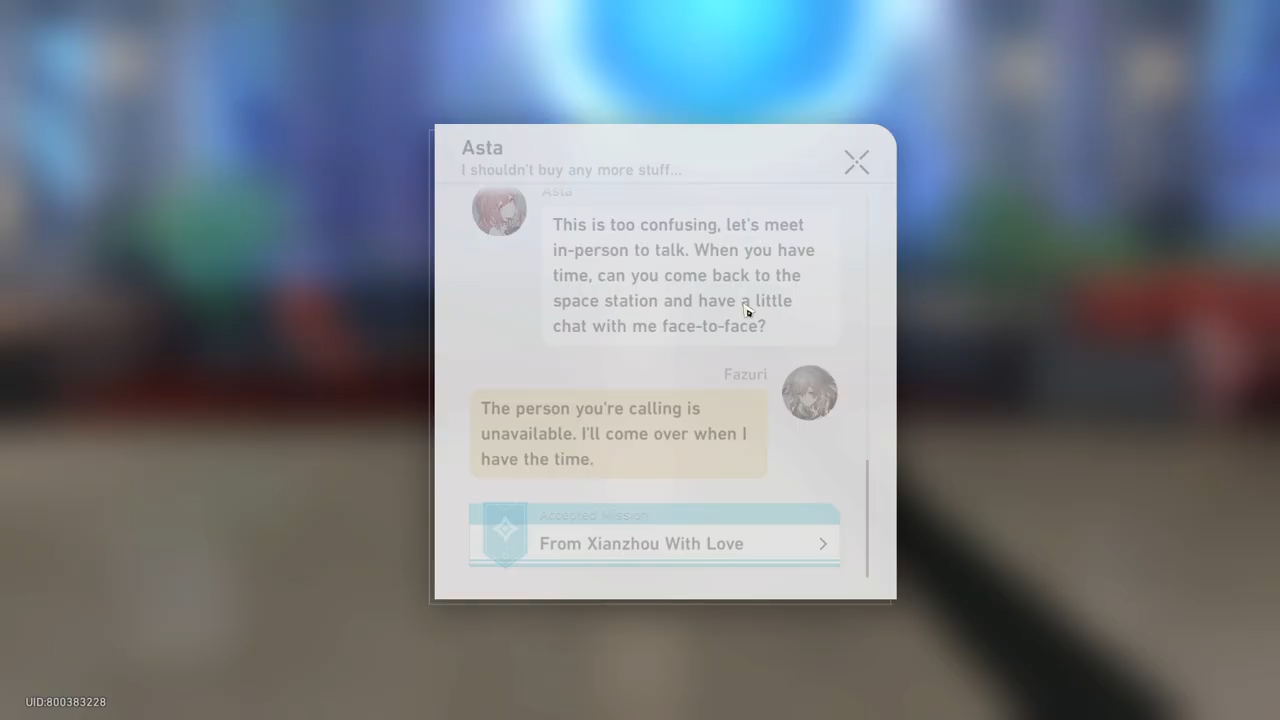 Asta
I shouldn't buy any more stuff...
Asta
This is too confusing, let's meet
in-person to talk. When you have
time, can you come back to the
space station and have a little
chat with me face-to-face?
Fazuri
The person you're calling is
unavailable. I'll come over when I
have the time.
Accepted Mission
From Xianzhou With Love
UID:800383228